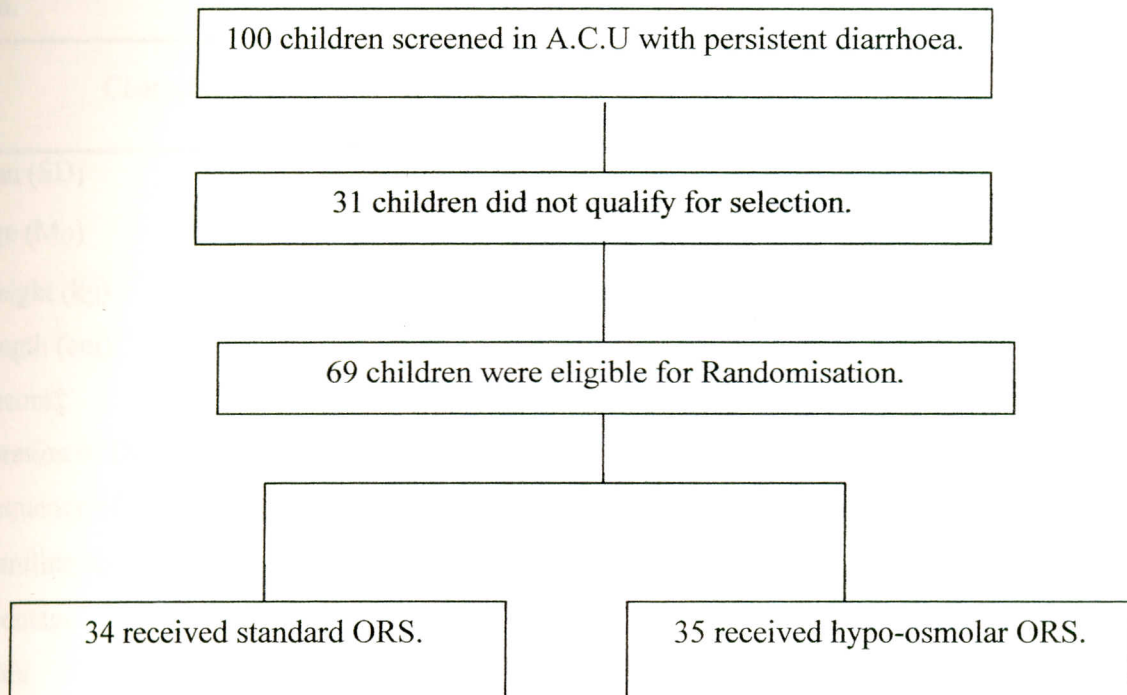 100 children screened in A.C.U with persistent diarrhoea.
31 children did not qualify for selection.
69 children were eligible for Randomisation.
34 received standard ORS.
35 received hypo-osmolar ORS.